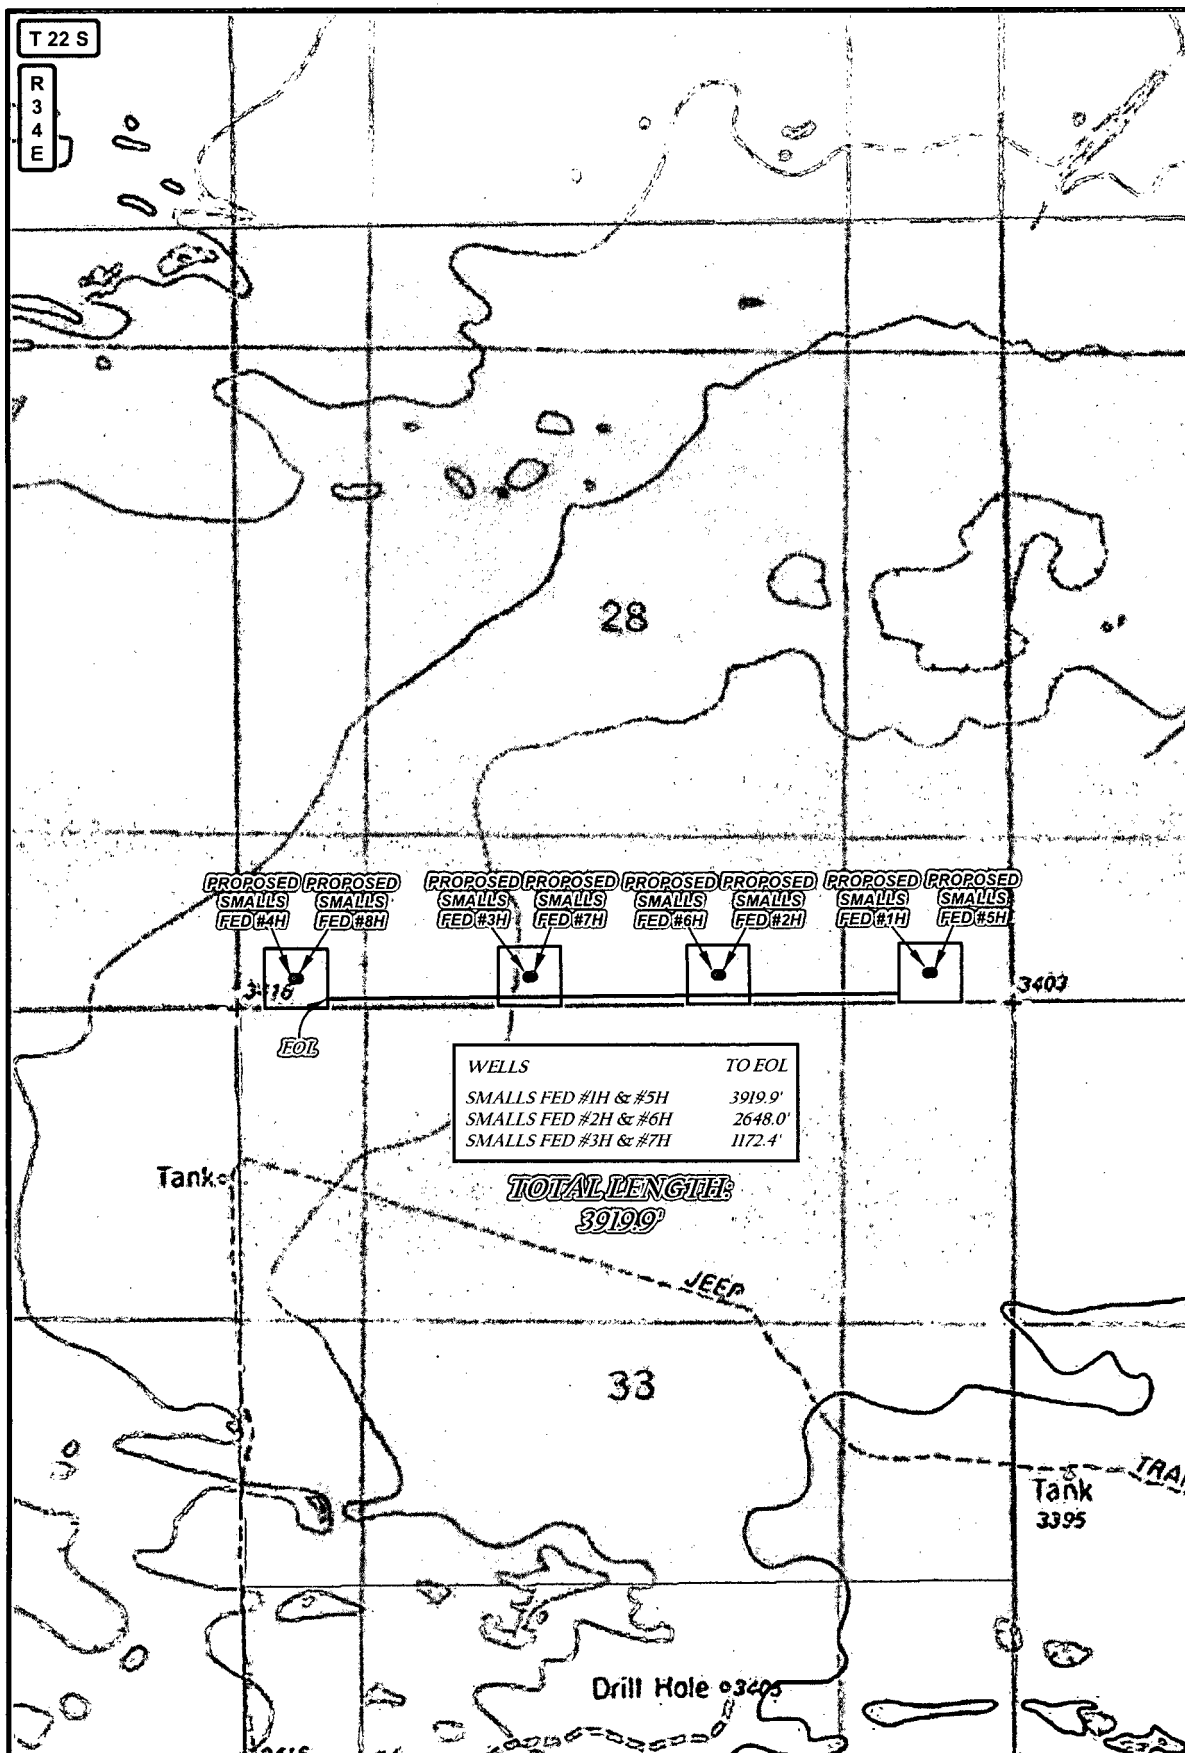 T 22 S
R
3
4
E
28
PROPOSED
SMALLS
FED #4H
PROPOSED
SMALLS
FED #8H
PROPOSED
SMALLS
FED #3H
PROPOSED
SMALLS
FED #7H
PROPOSED
SMALLS
FED #6H
PROPOSED
SMALLS
FED #2H
PROPOSED
SMALLS
FED #1H
PROPOSED
SMALLS
FED #5H
3403
EOL
WELLS TO EOL
SMALLS FED #1H & #5H 3919.9'
SMALLS FED #2H & #6H 2648.0'
SMALLS FED #3H & #7H 1172.4'
Tank
TOTAL LENGTH:
3919.9'
JEEP
33
TRAI
Tank
3395
Drill Hole 3405